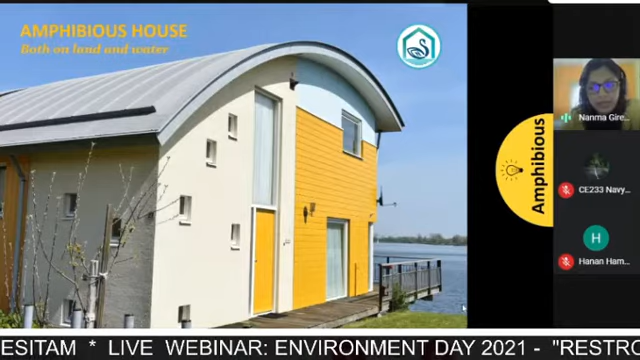 AMPHIBIOUS HOUSE
Both on land and water
Amphibious
Nanma Gire...
CE233 Navy...
H
Hanan Ham...
ESITAM * LIVE WEBINAR: ENVIRONMENT DAY 2021 - "RESTRO